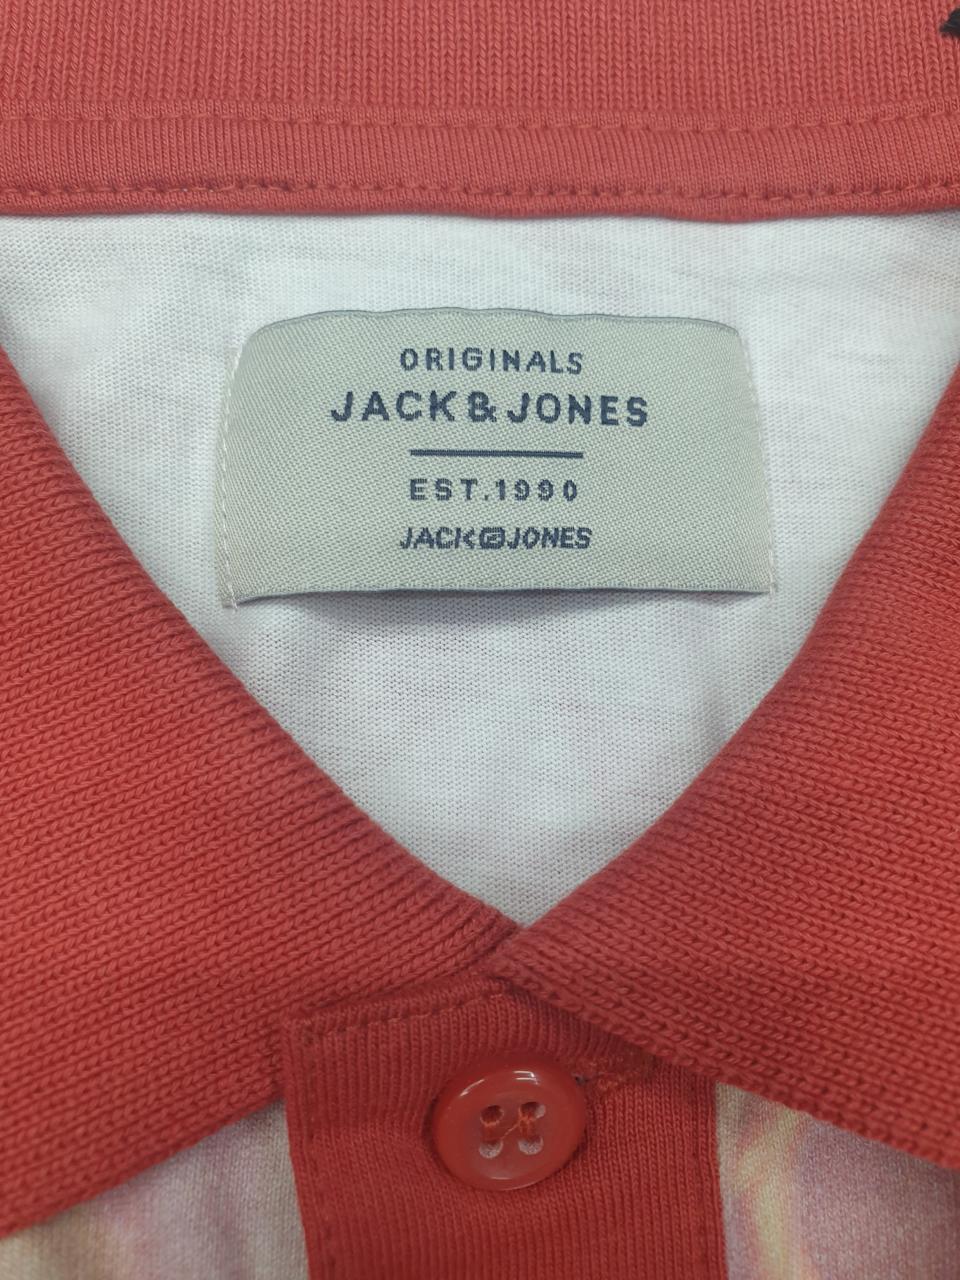 ORIGINALS
JACK & JONES
EST.1990
JACK JONES